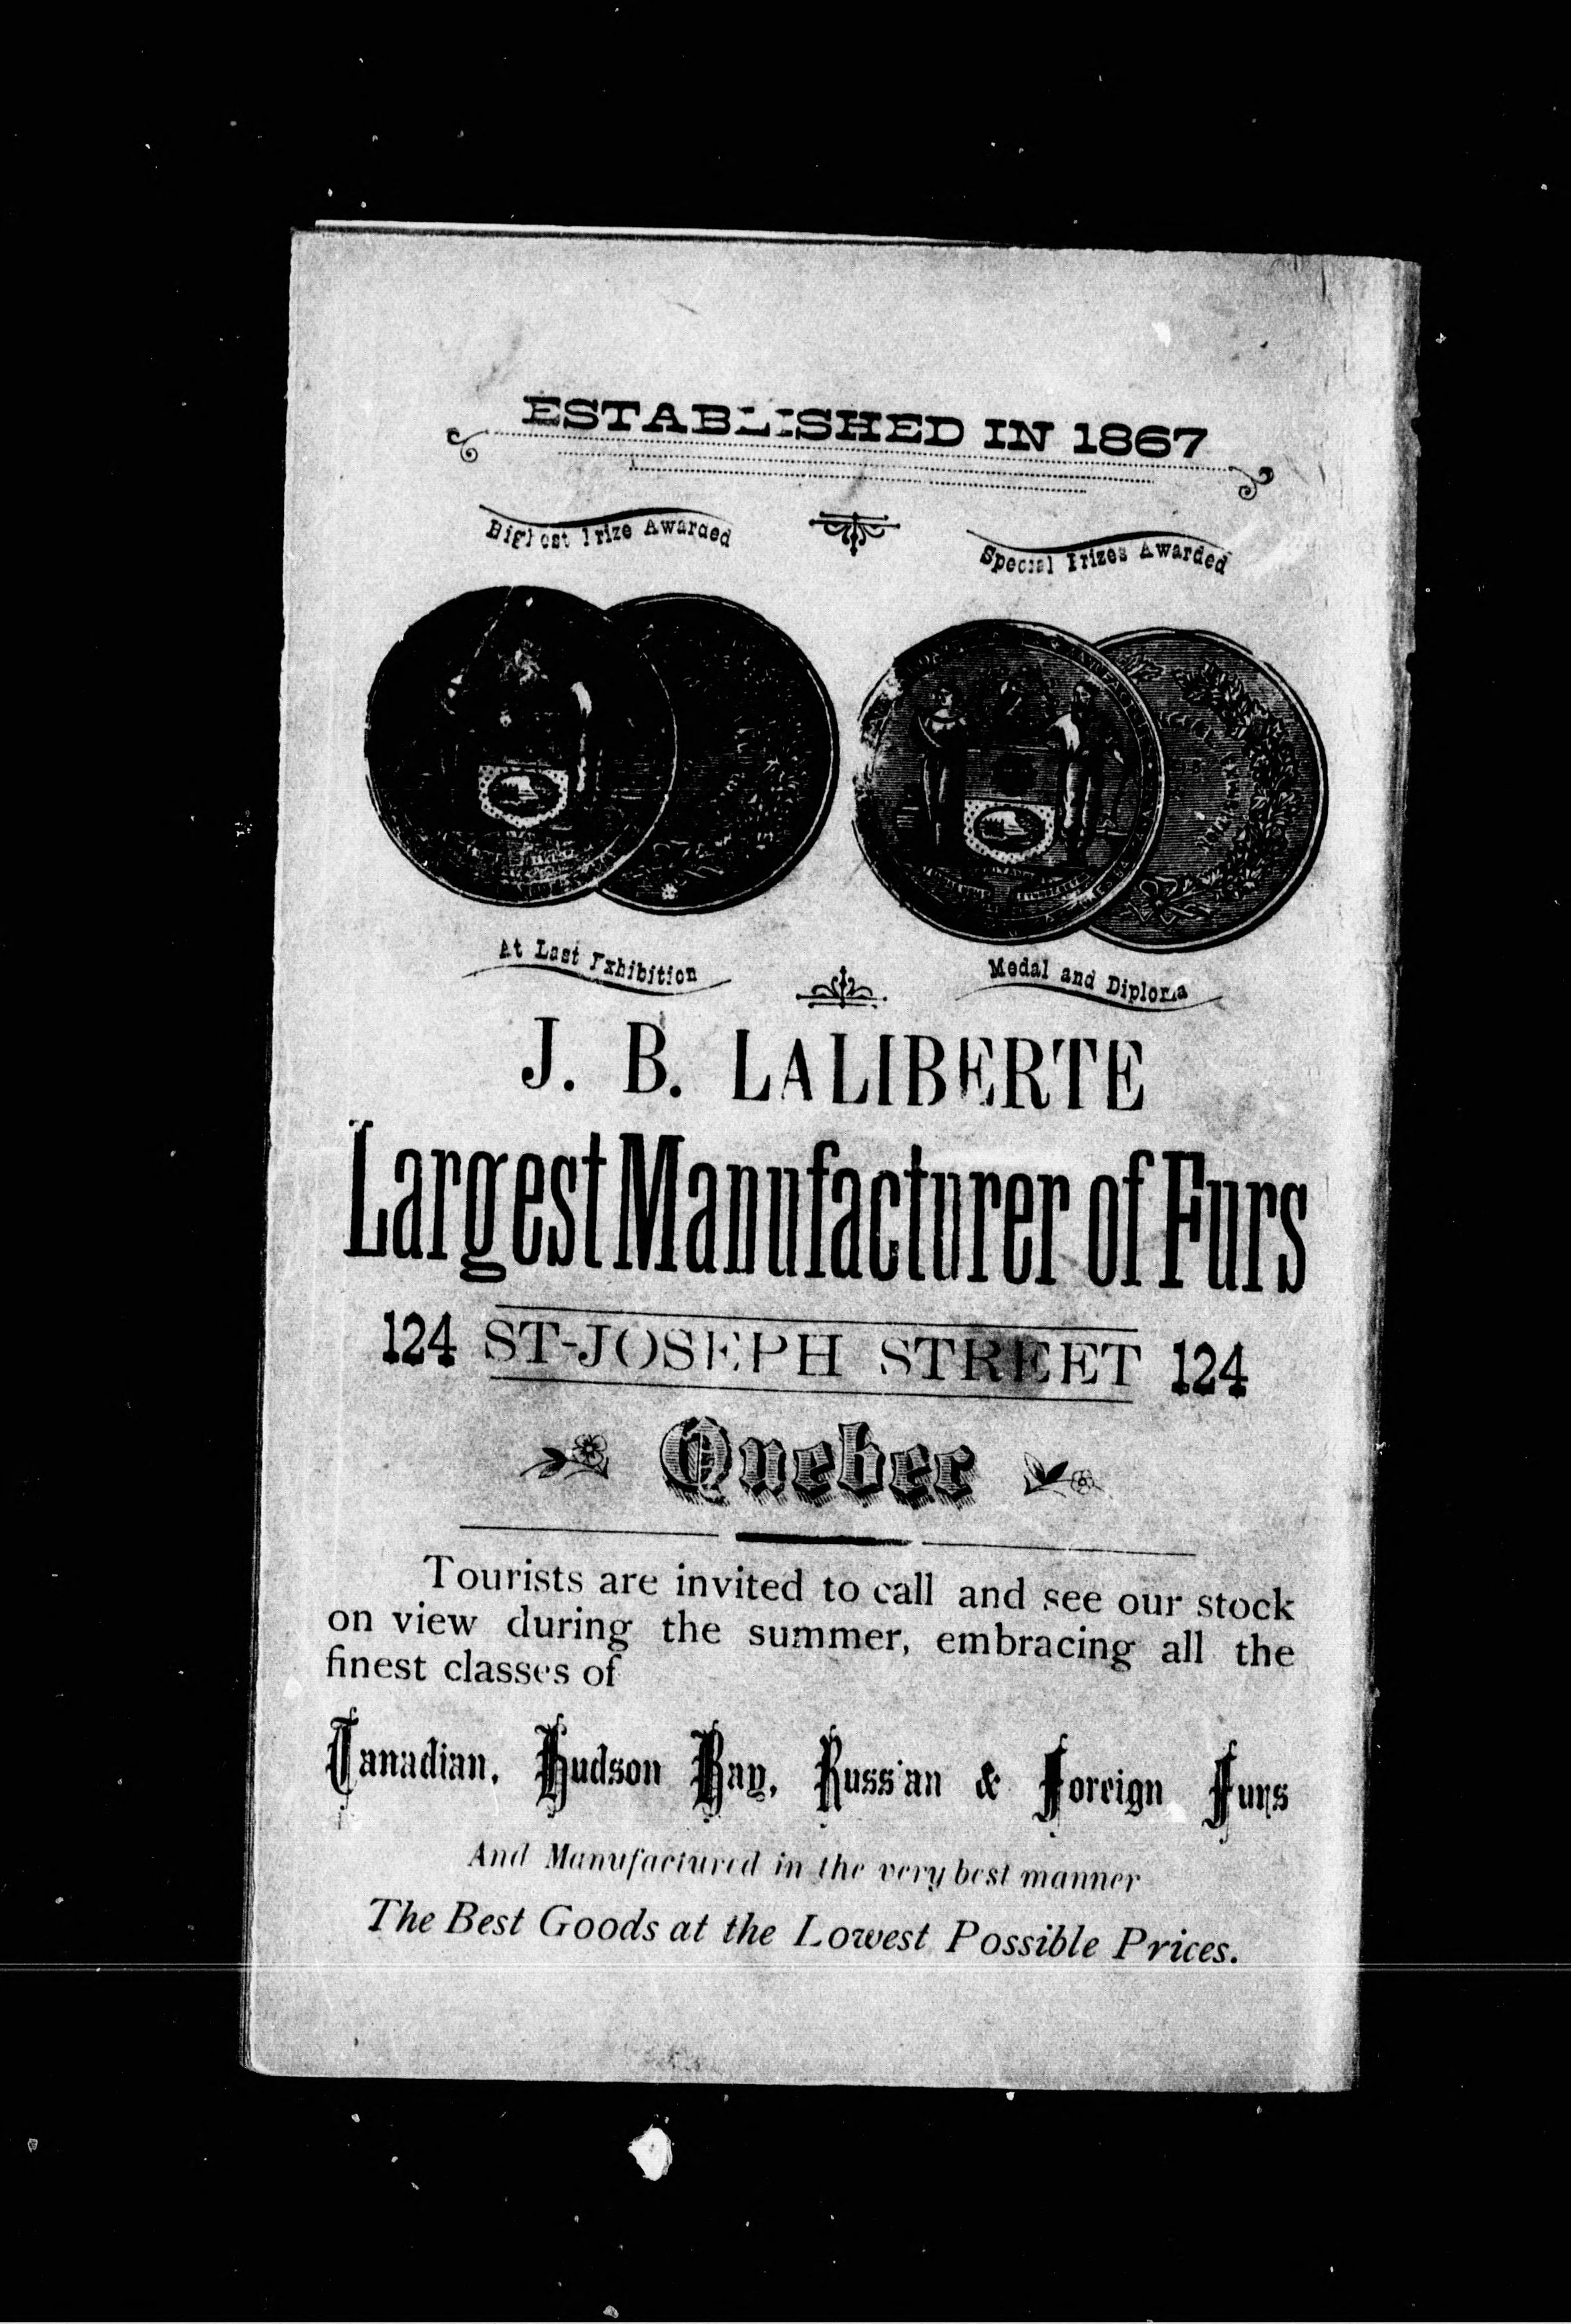 ESTABLISHED IN 1867
Highest Prize Awarded
Special Prizes Awarded
At Last Exhibition
Medal and Diploma
J. B. LALIBERTE
Largest Manufacturer of Furs
124 ST-JOSEPH STREET 124
Quebec
Tourists are invited to call and see our stock
on view during the summer, embracing all the
finest classes of
Canadian, Hudson Bay, Russian & Foreign Furs
And Manufactured in the very best manner
The Best Goods at the Lowest Possible Prices.